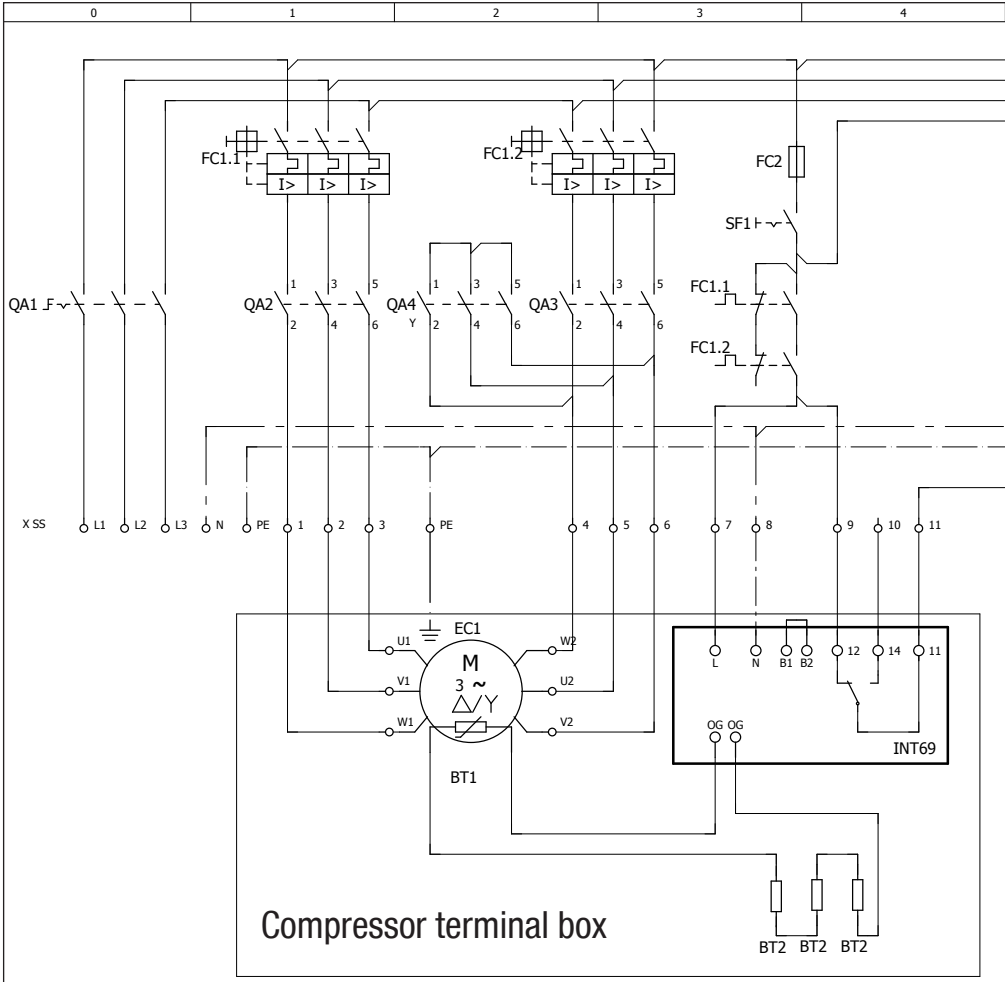 0 1 2 3 4
FC1.1 FC1.2 FC2
I> I> I> I> I> I>
SF1
QA1 QA2 1 3 5 QA4 1 3 5 QA3 1 3 5 FC1.1
2 4 6 Y 2 4 6 2 4 6
FC1.2
X SS L1 L2 L3 N PE 1 2 3 PE 4 5 6 7 8 9 10 11
EC1
U1 M W2 L N B1 B2 12 14 11
V1 3 ~ U2
△/Y
W1 V2 OG OG
INT69
BT1
Compressor terminal box
BT2 BT2 BT2